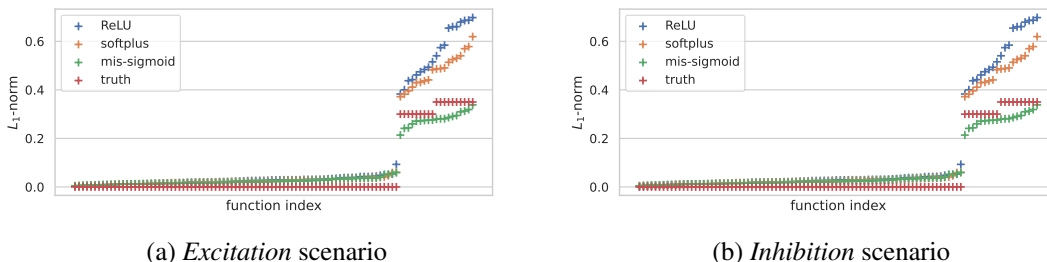 ReLU
softplus
mis-sigmoid
truth
0.6
0.4
0.2
0.0
L₁-norm
function index
(a) Excitation scenario
ReLU
softplus
mis-sigmoid
truth
0.6
0.4
0.2
0.0
L₁-norm
function index
(b) Inhibition scenario